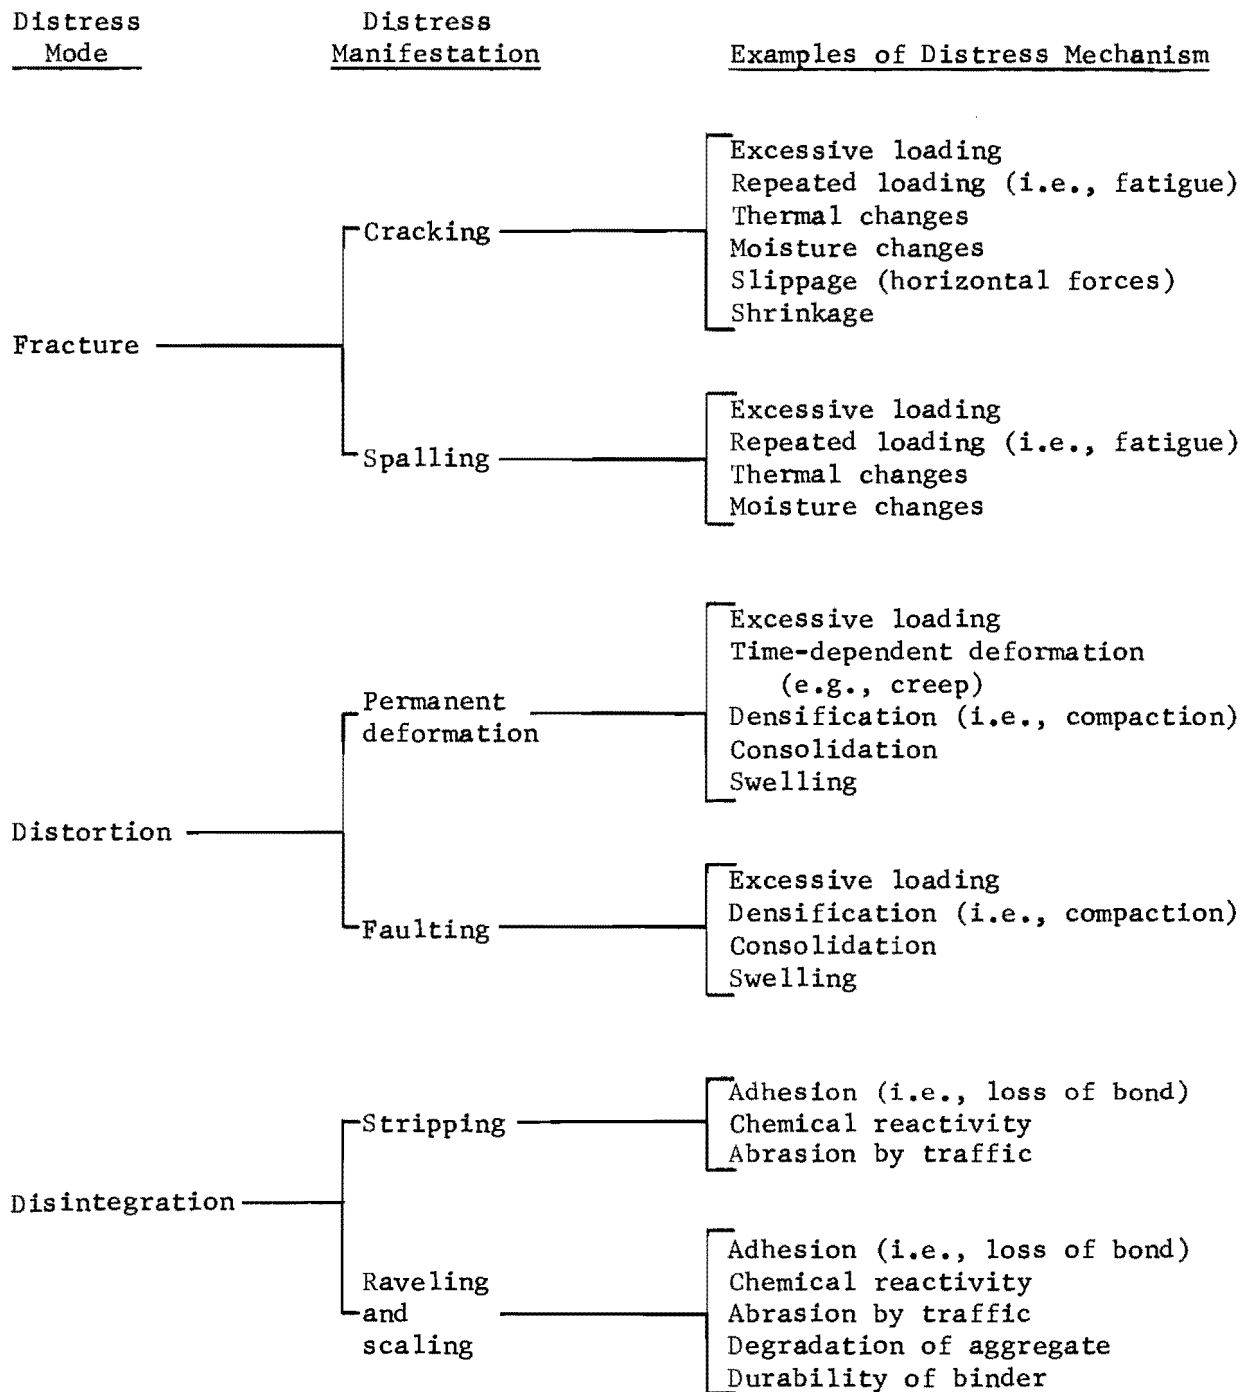 Distress
Mode
Distress
Manifestation
Examples of Distress Mechanism
Fracture
Cracking
Excessive loading
Repeated loading (i.e., fatigue)
Thermal changes
Moisture changes
Slippage (horizontal forces)
Shrinkage
Spalling
Excessive loading
Repeated loading (i.e., fatigue)
Thermal changes
Moisture changes
Distortion
Permanent
deformation
Excessive loading
Time-dependent deformation
(e.g., creep)
Densification (i.e., compaction)
Consolidation
Swelling
Faulting
Excessive loading
Densification (i.e., compaction)
Consolidation
Swelling
Disintegration
Stripping
Adhesion (i.e., loss of bond)
Chemical reactivity
Abrasion by traffic
Raveling
and
scaling
Adhesion (i.e., loss of bond)
Chemical reactivity
Abrasion by traffic
Degradation of aggregate
Durability of binder